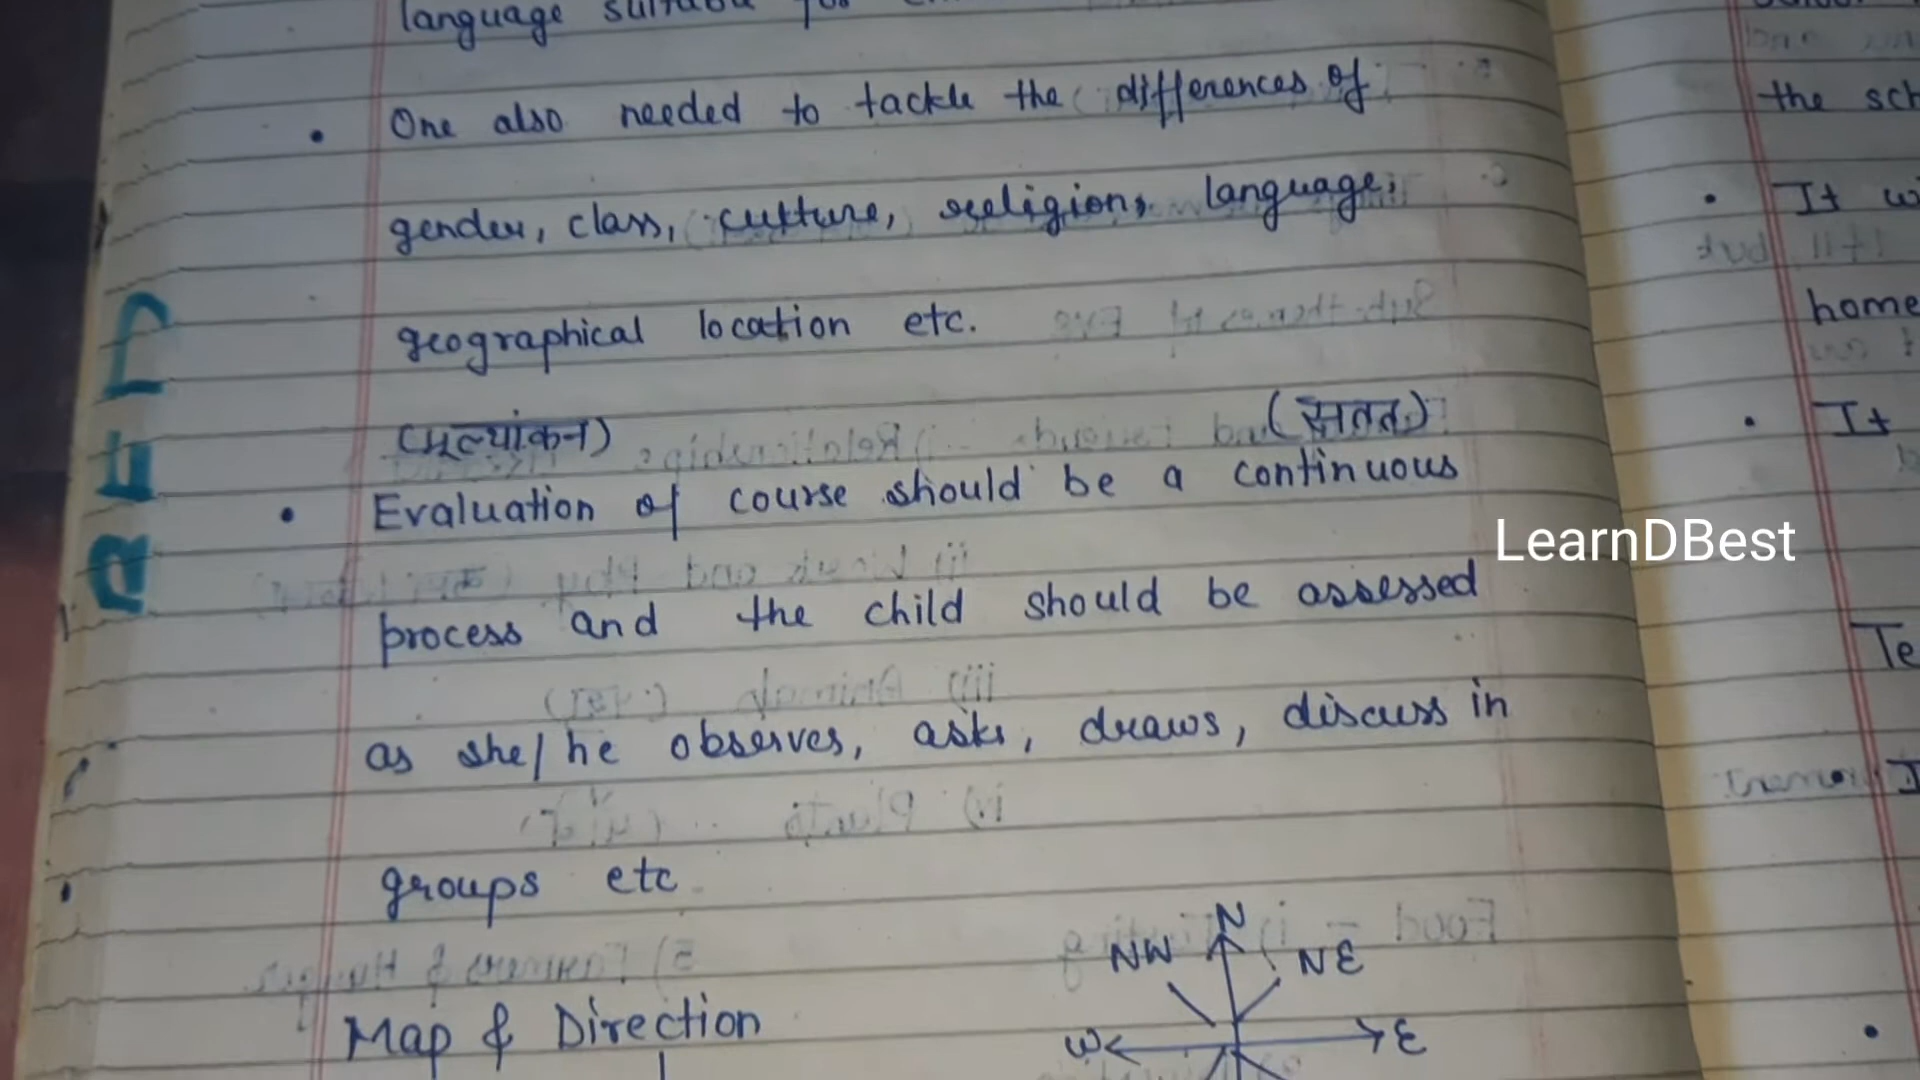 language
One also needed to tackle the differences of
gender, class, culture, religion, language,
geographical location etc.
(मूल्यांकन) (सतत)
Evaluation of course should be a continuous
process and the child should be assessed
as she/he observes, asks, draws, discuss in
groups etc
Map & Direction
N
NW NE
W E
B.ED
LearnDBest
the
It
home
It
Te